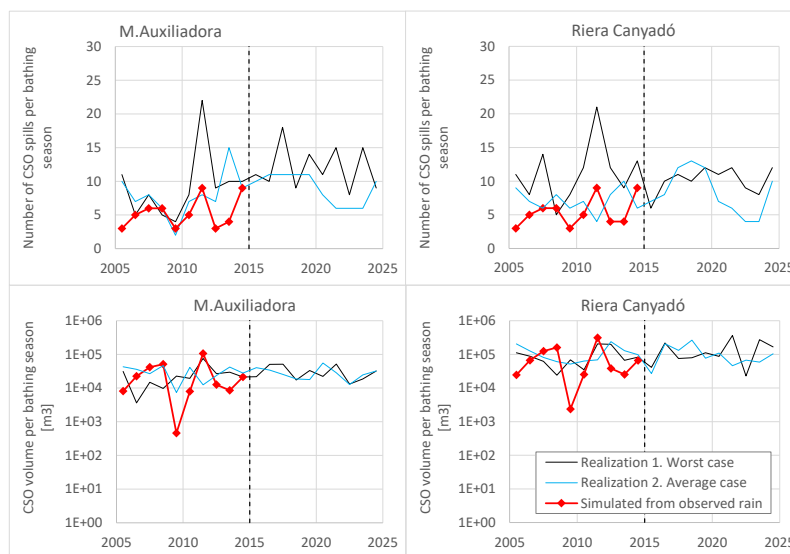 M.Auxiliadora
Number of CSO spills per bathing
season
30
25
20
15
10
5
0
2005 2010 2015 2020 2025
Riera Canyadó
Number of CSO spills per bathing
season
30
25
20
15
10
5
0
2005 2010 2015 2020 2025
M.Auxiliadora
CSO volume per bathing season
[m3]
1E+06
1E+05
1E+04
1E+03
1E+02
1E+01
1E+00
2005 2010 2015 2020 2025
Riera Canyadó
CSO volume per bathing season
[m3]
1E+06
1E+05
1E+04
1E+03
1E+02
1E+01
1E+00
2005 2010 2015 2020 2025
Realization 1. Worst case
Realization 2. Average case
Simulated from observed rain